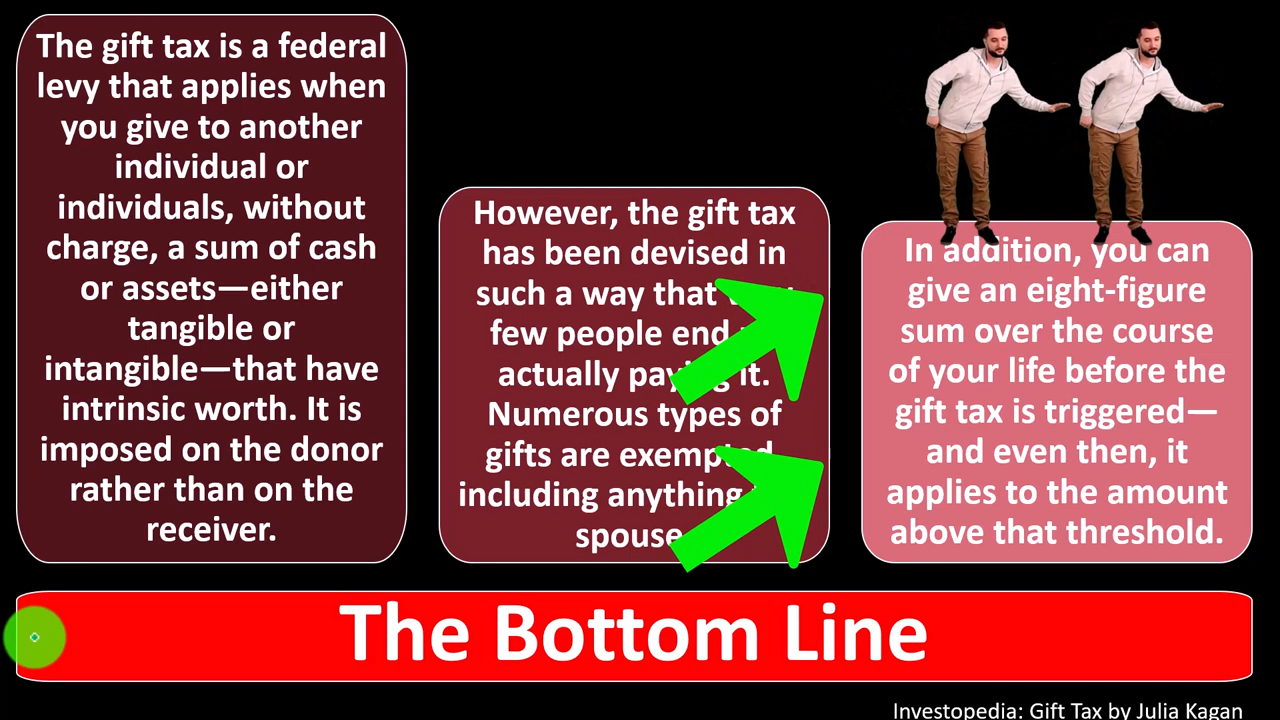 The gift tax is a federal
levy that applies when
you give to another
individual or
individuals, without
charge, a sum of cash
or assets—either
tangible or
intangible—that have
intrinsic worth. It is
imposed on the donor
rather than on the
receiver.
However, the gift tax
has been devised in
such a way that
few people end
actually paying it.
Numerous types of
gifts are exempted
including anything
spouse
In addition, you can
give an eight-figure
sum over the course
of your life before the
gift tax is triggered—
and even then, it
applies to the amount
above that threshold.
The Bottom Line
Investopedia: Gift Tax by Julia Kagan